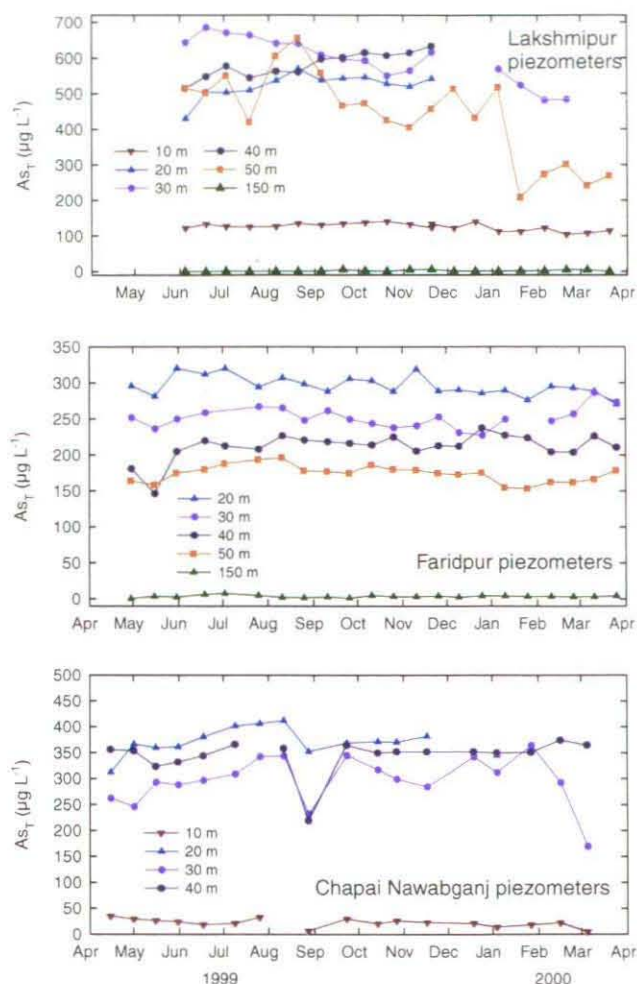 700
600
500
400
300
200
100
0
As_T (µg L⁻¹)
Lakshmipur
piezometers
10 m
20 m
30 m
40 m
50 m
150 m
May Jun Jul Aug Sep Oct Nov Dec Jan Feb Mar Apr
350
300
250
200
150
100
50
0
As_T (µg L⁻¹)
20 m
30 m
40 m
50 m
150 m
Faridpur piezometers
Apr May Jun Jul Aug Sep Oct Nov Dec Jan Feb Mar Apr
500
450
400
350
300
250
200
150
100
50
0
As_T (µg L⁻¹)
10 m
20 m
30 m
40 m
Chapai Nawabganj piezometers
Apr May Jun Jul Aug Sep Oct Nov Dec Jan Feb Mar Apr
1999 2000